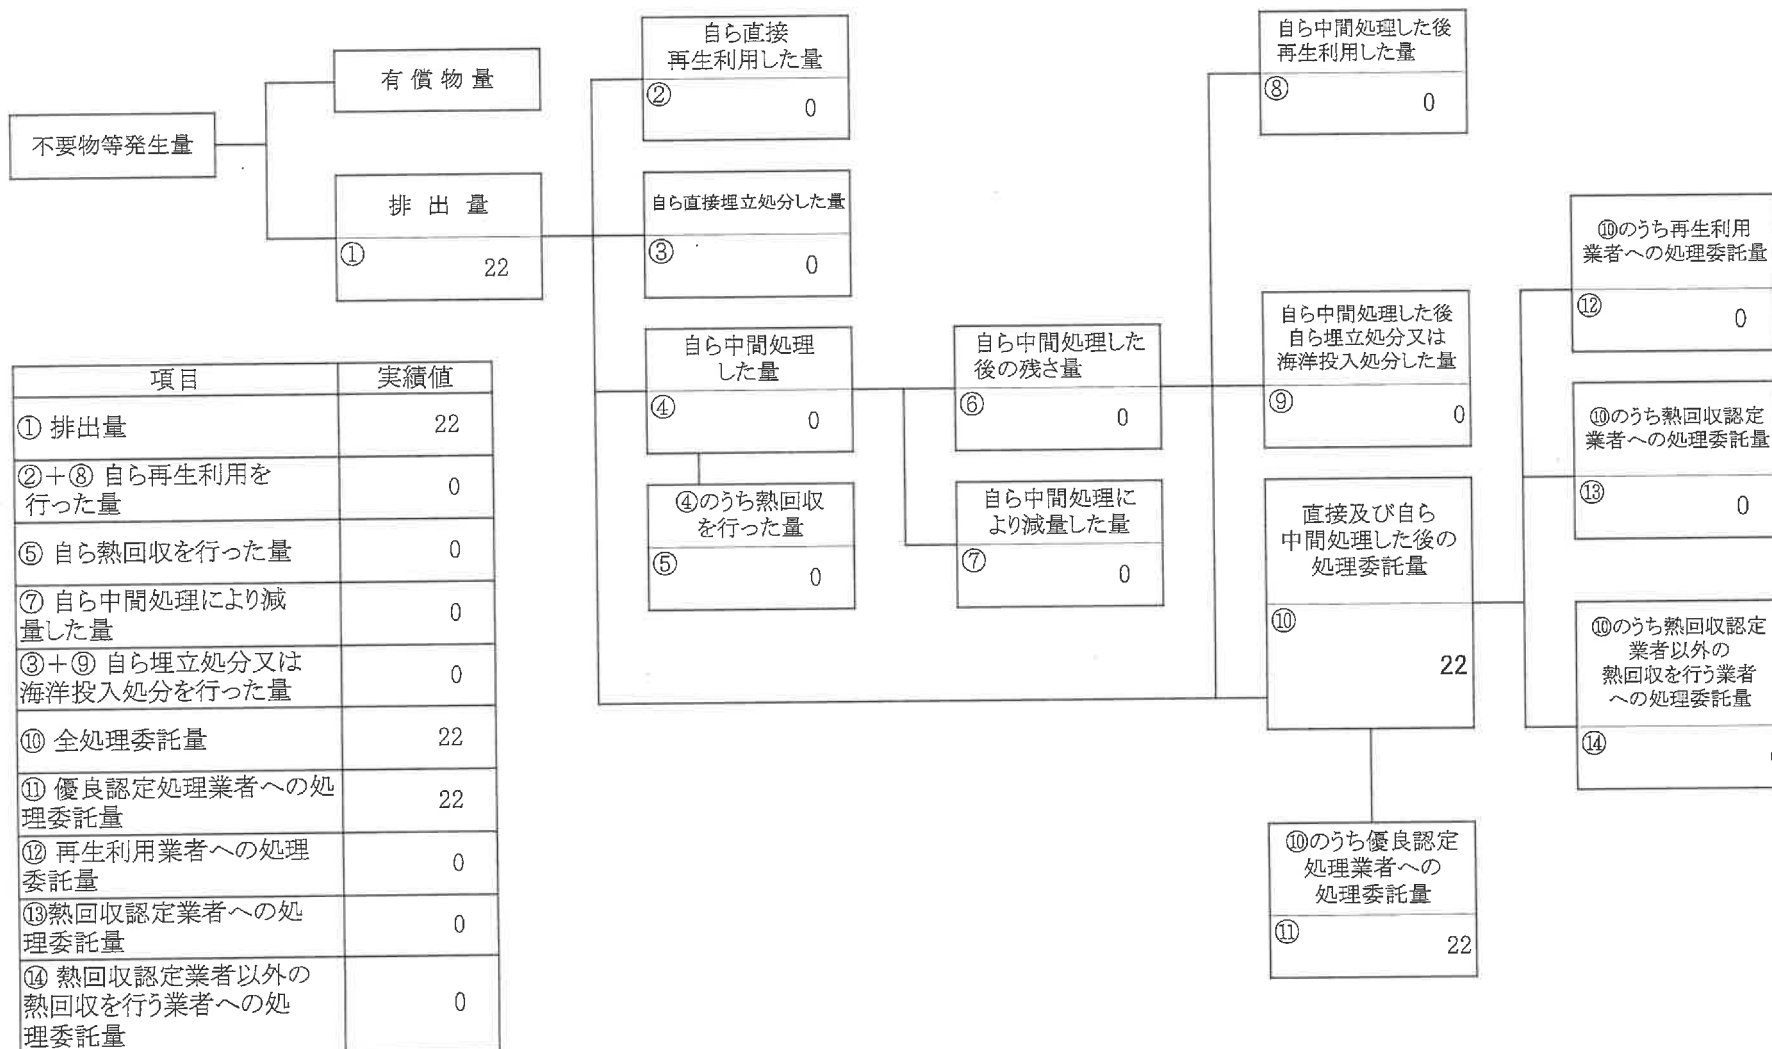 不要物等発生量
有償物量
排出量
①
22
自ら直接
再生利用した量
②
0
自ら直接埋立処分した量
③
0
自ら中間処理
した量
④
0
④のうち熱回収
を行った量
⑤
0
自ら中間処理した
後の残さ量
⑥
0
自ら中間処理に
より減量した量
⑦
0
自ら中間処理した後
再生利用した量
⑧
0
自ら中間処理した後
自ら埋立処分又は
海洋投入処分した量
⑨
0
直接及び自ら
中間処理した後の
処理委託量
⑩
22
⑩のうち優良認定
処理業者への
処理委託量
⑪
22
⑩のうち再生利用
業者への処理委託量
⑫
0
⑩のうち熱回収認定
業者への処理委託量
⑬
0
⑩のうち熱回収認定
業者以外の
熱回収を行う業者
への処理委託量
⑭
項目 実績値
① 排出量 22
②+⑧ 自ら再生利用を
行った量 0
⑤ 自ら熱回収を行った量 0
⑦ 自ら中間処理により減
量した量 0
③+⑨ 自ら埋立処分又は
海洋投入処分を行った量 0
⑩ 全処理委託量 22
⑪ 優良認定処理業者への処
理委託量 22
⑫ 再生利用業者への処理
委託量 0
⑬熱回収認定業者への処
理委託量 0
⑭ 熱回収認定業者以外の
熱回収を行う業者への処
理委託量 0